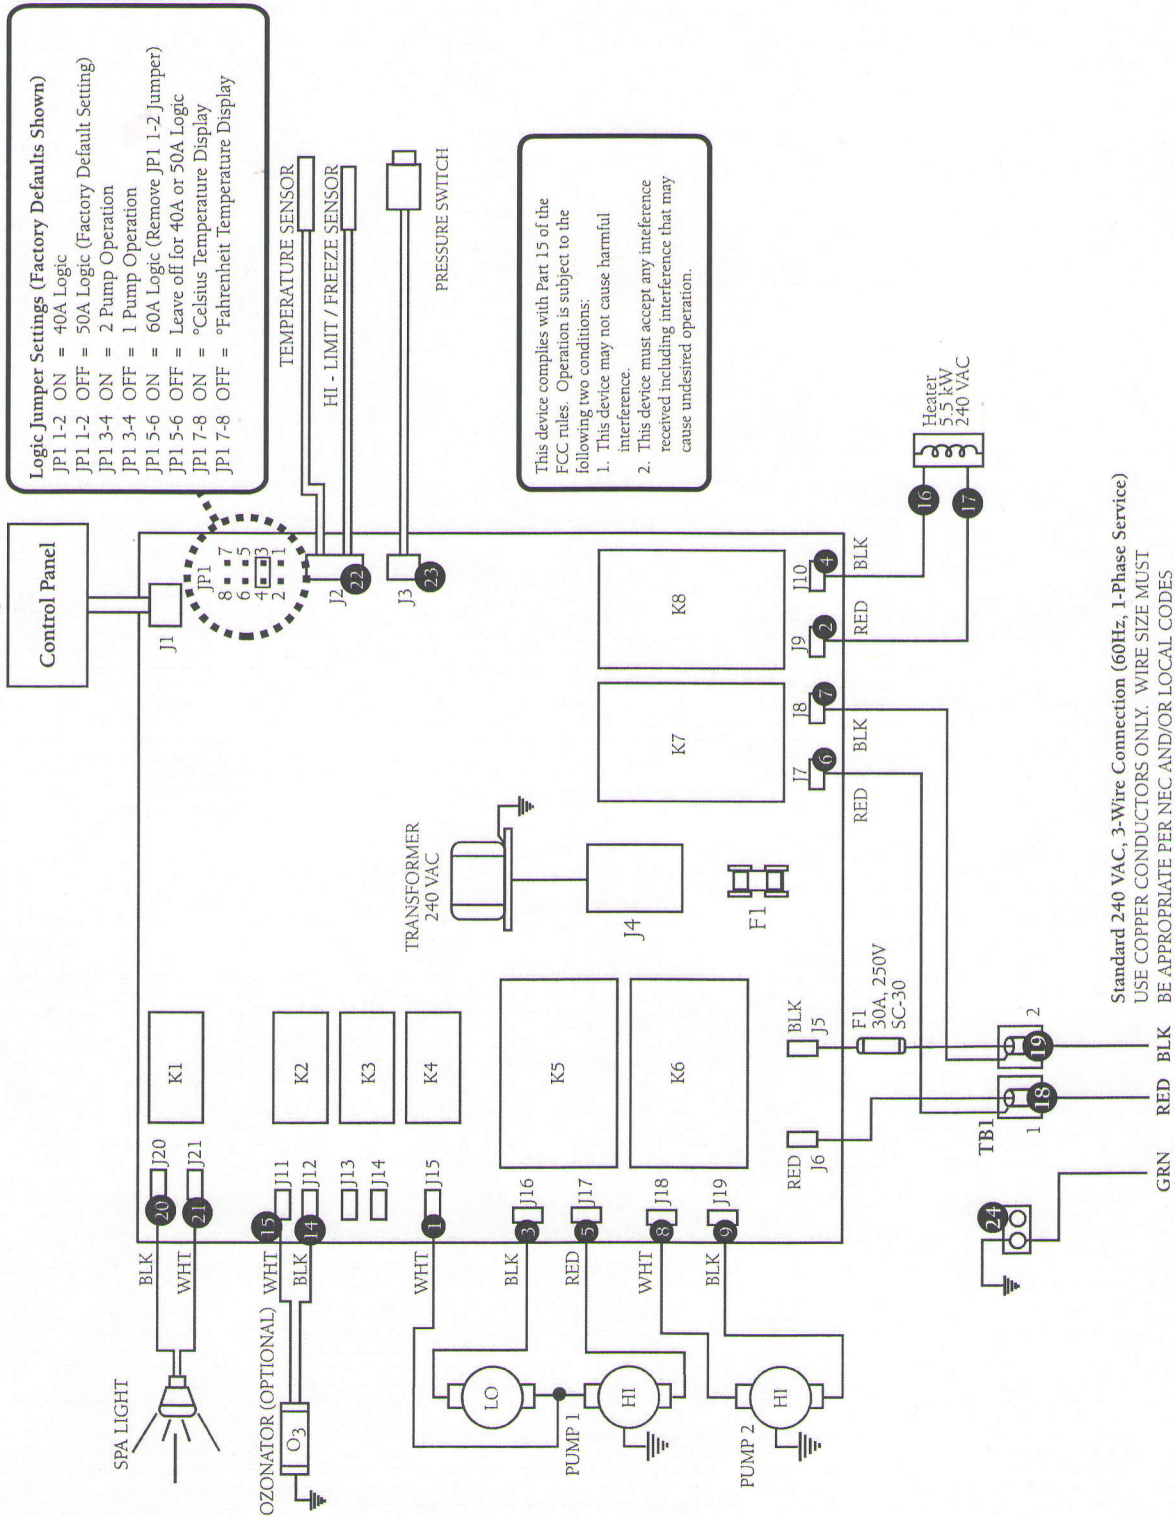 Logic Jumper Settings (Factory Defaults Shown)
JP1 1-2 ON = 40A Logic
JP1 1-2 OFF = 50A Logic (Factory Default Setting)
JP1 3-4 ON = 2 Pump Operation
JP1 3-4 OFF = 1 Pump Operation
JP1 5-6 ON = 60A Logic (Remove JP1 1-2 Jumper)
JP1 5-6 OFF = Leave off for 40A or 50A Logic
JP1 7-8 ON = °Celsius Temperature Display
JP1 7-8 OFF = °Fahrenheit Temperature Display
Control Panel
J1
JP1
8 7
6 5
4 3
2 1
TEMPERATURE SENSOR
HI - LIMIT / FREEZE SENSOR
J2
22
PRESSURE SWITCH
J3
23
This device complies with Part 15 of the
FCC rules. Operation is subject to the
following two conditions:
1. This device may not cause harmful
interference.
2. This device must accept any inteference
received including interference that may
cause undesired operation.
SPA LIGHT
BLK
20
J20
WHT
21
J21
K1
OZONATOR (OPTIONAL)
O3
WHT
15
J11
BLK
14
J12
K2
J13
J14
K3
WHT
1
J15
K4
TRANSFORMER
240 VAC
J4
F1
LO
PUMP 1
HI
BLK
3
J16
RED
5
J17
K5
PUMP 2
HI
WHT
8
J18
BLK
9
J19
K6
K7
K8
RED
J6
BLK
J5
F1
30A, 250V
SC-30
J7
6
RED
J8
7
BLK
J9
2
RED
J10
4
BLK
16
17
Heater
5.5 kW
240 VAC
TB1
1
18
2
19
24
GRN
RED
BLK
Standard 240 VAC, 3-Wire Connection (60Hz, 1-Phase Service)
USE COPPER CONDUCTORS ONLY. WIRE SIZE MUST
BE APPROPRIATE PER NEC AND/OR LOCAL CODES